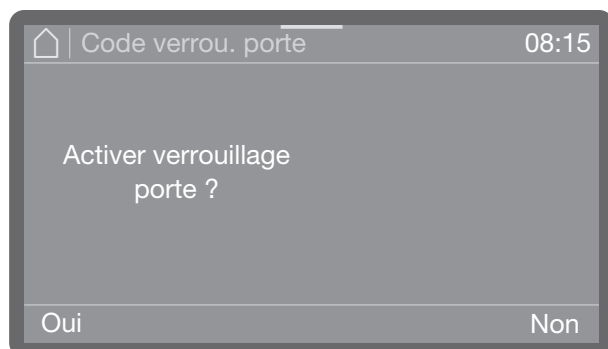 Code verrou. porte 08:15
Activer verrouillage
porte ?
Oui Non